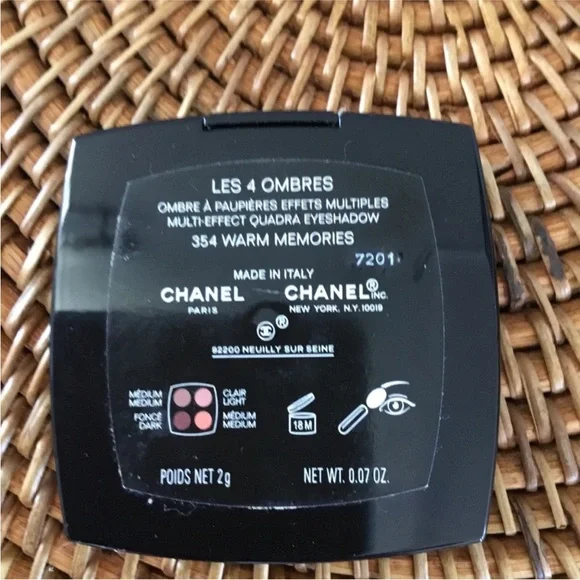 LES 4 OMBRES
OMBRE À PAUPIÈRES EFFETS MULTIPLES
MULTI-EFFECT QUADRA EYESHADOW
354 WARM MEMORIES
7201
MADE IN ITALY
CHANEL CHANEL® INC.
PARIS NEW YORK, N.Y. 10019
®
92200 NEUILLY SUR SEINE
MÉDIUM CLAIR
MEDIUM LIGHT
FONCÉ MÉDIUM
DARK MEDIUM
18M
POIDS NET 2g NET WT. 0.07 OZ.